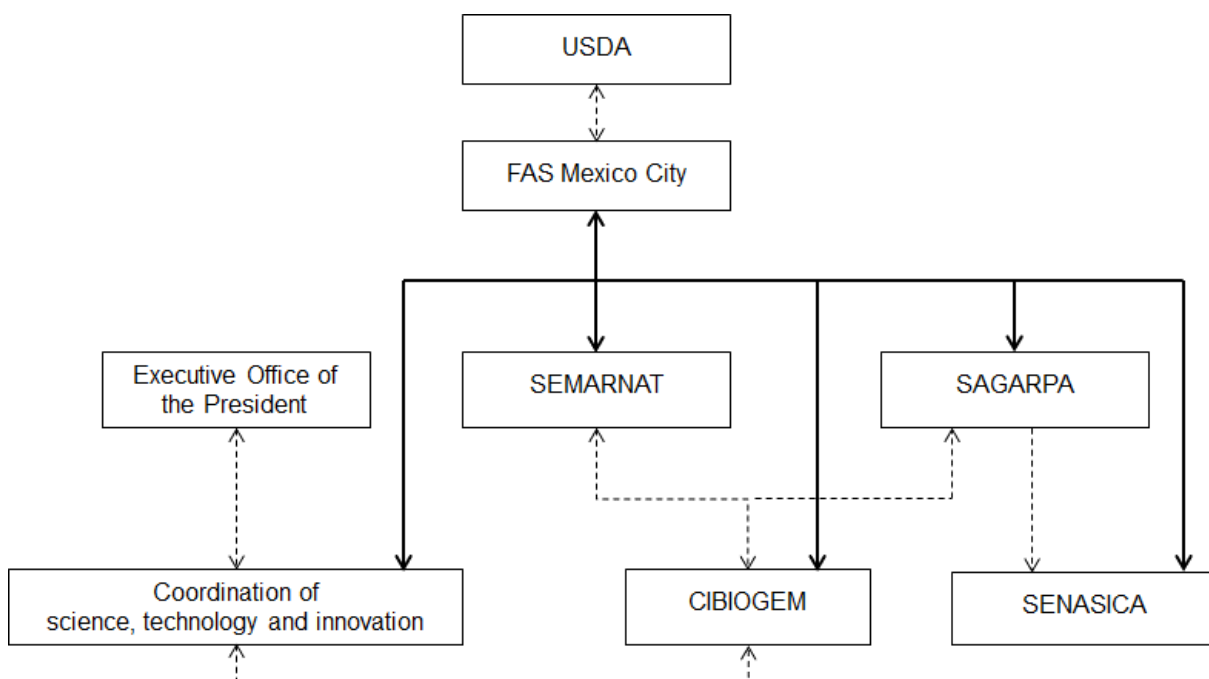 USDA
FAS Mexico City
Executive Office of
the President
SEMARNAT
SAGARPA
Coordination of
science, technology and innovation
CIBIOGEM
SENASICA